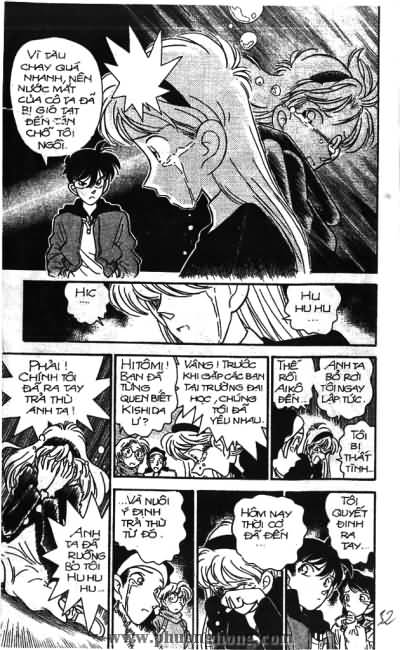 VÌ TÀU
CHẠY QUÁ
NHANH, NÊN
NƯỚC MẮT
CỦA CÔ TA ĐÃ
BỊ GIÓ TẠT
ĐẾN TẬN
CHỖ TÔI
NGỒI.
HIC
...
HU
HU HU ...
PHẢI!
CHÍNH TÔI
ĐÃ RA TAY
TRẢ THÙ
ANH TA!
HITÔMI!
BẠN ĐÃ
TỪNG
QUEN BIẾT
KISHIDA
Ư?
VÂNG! TRƯỚC
KHI GẶP CÁC BẠN
TẠI TRƯỜNG ĐẠI
HỌC, CHÚNG
TÔI ĐÃ
YÊU NHAU.
THẾ
RỒI
AIKÔ
ĐẾN...
ANH TA
BỎ RƠI
TÔI NGAY
LẬP TỨC.
TÔI
BỊ
THẤT
TÌNH...
ANH
TA ĐÃ
RUỒNG
BỎ TÔI
HU HU
HU...
...VÀ NUÔI
Ý ĐỊNH
TRẢ THÙ
TỪ ĐÓ.
HÔM NAY
THỜI CƠ
ĐÃ ĐẾN
...
TÔI
QUYẾT
ĐỊNH
RA
TAY...
32
www.phuonghong.com